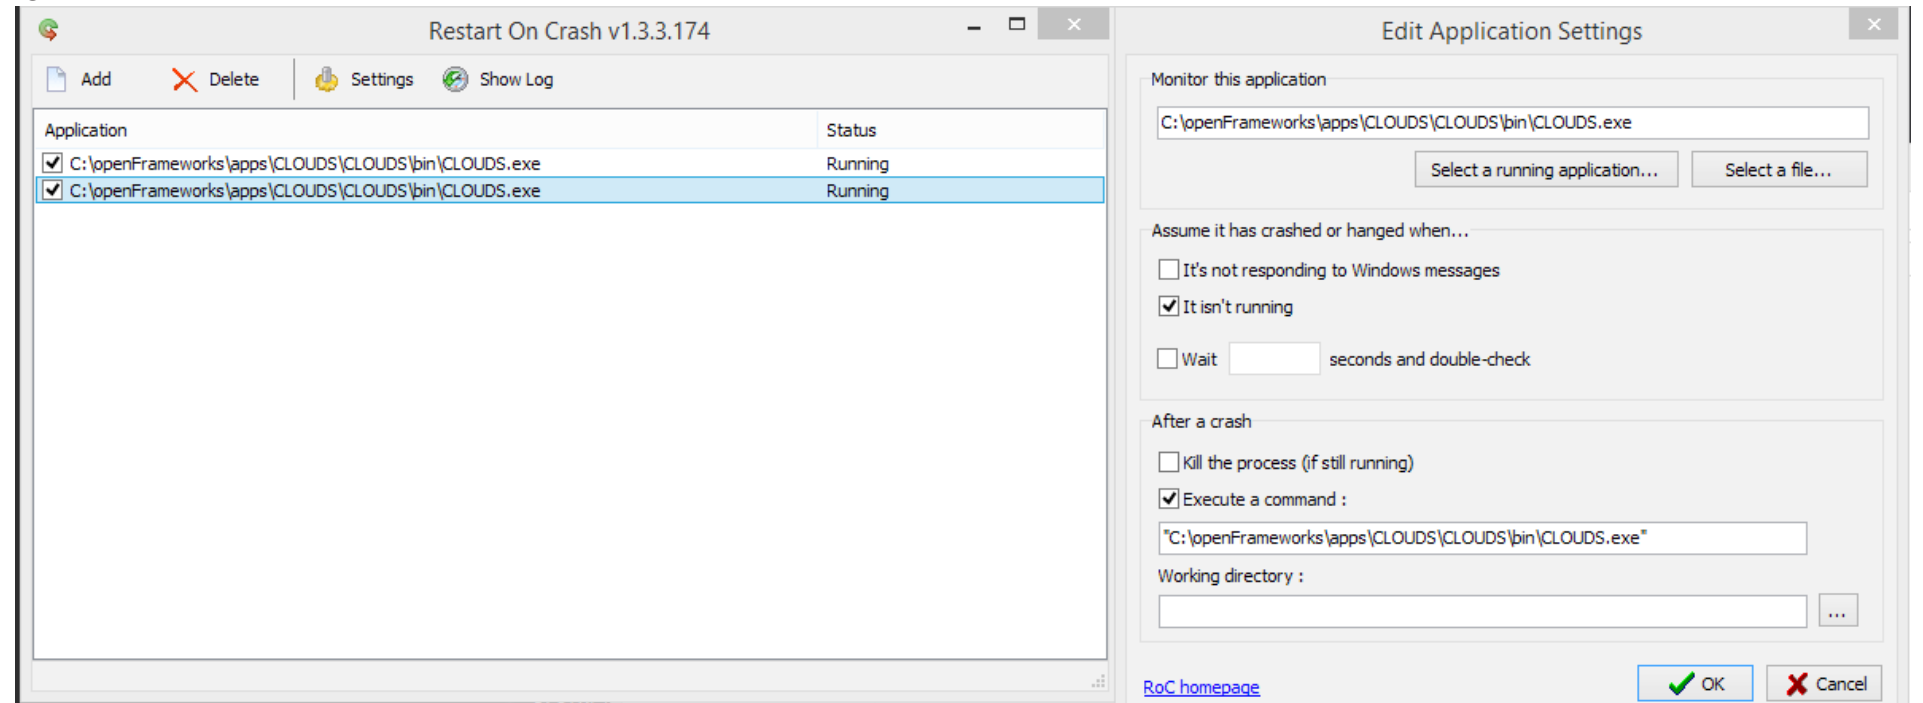 Restart On Crash v1.3.3.174
Add Delete Settings Show Log
Application Status
C:\openFrameworks\apps\CLOUDS\CLOUDS\bin\CLOUDS.exe Running
C:\openFrameworks\apps\CLOUDS\CLOUDS\bin\CLOUDS.exe Running
Edit Application Settings
Monitor this application
C:\openFrameworks\apps\CLOUDS\CLOUDS\bin\CLOUDS.exe
Select a running application... Select a file...
Assume it has crashed or hanged when...
It's not responding to Windows messages
It isn't running
Wait seconds and double-check
After a crash
Kill the process (if still running)
Execute a command :
"C:\openFrameworks\apps\CLOUDS\CLOUDS\bin\CLOUDS.exe"
Working directory :
...
RoC homepage OK Cancel